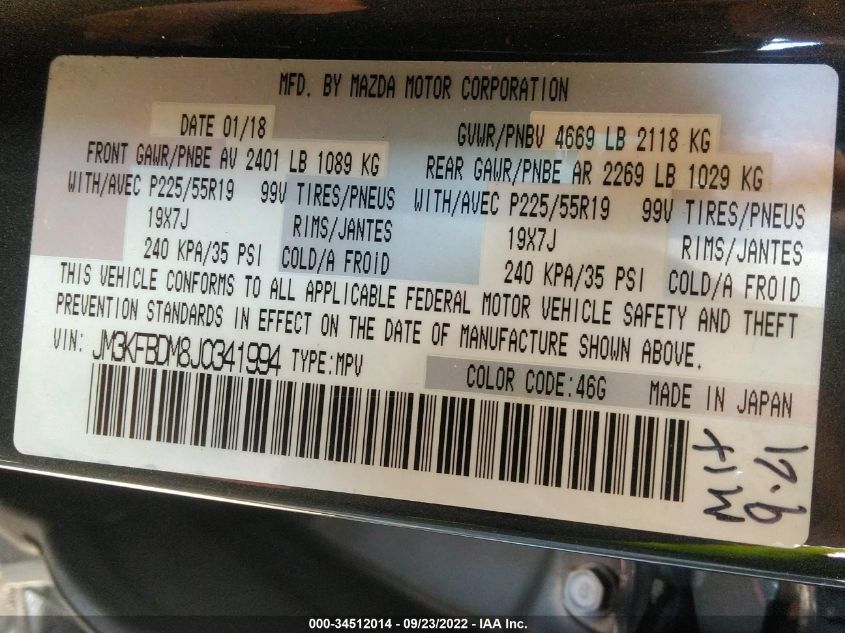 MFD. BY MAZDA MOTOR CORPORATION
DATE 01/18 GVWR/PNBV 4669 LB 2118 KG
FRONT GAWR/PNBE AV 2401 LB 1089 KG REAR GAWR/PNBE AR 2269 LB 1029 KG
WITH/AVEC P225/55R19 99V TIRES/PNEUS WITH/AVEC P225/55R19 99V TIRES/PNEUS
19X7J RIMS/JANTES 19X7J RIMS/JANTES
240 KPA/35 PSI COLD/A FROID 240 KPA/35 PSI COLD/A FROID
THIS VEHICLE CONFORMS TO ALL APPLICABLE FEDERAL MOTOR VEHICLE SAFETY AND THEFT
PREVENTION STANDARDS IN EFFECT ON THE DATE OF MANUFACTURE SHOWN ABOVE.
VIN: JM3KFBDM8J0341994 TYPE:MPV
COLOR CODE:46G MADE IN JAPAN
000-34512014 - 09/23/2022 - IAA Inc.